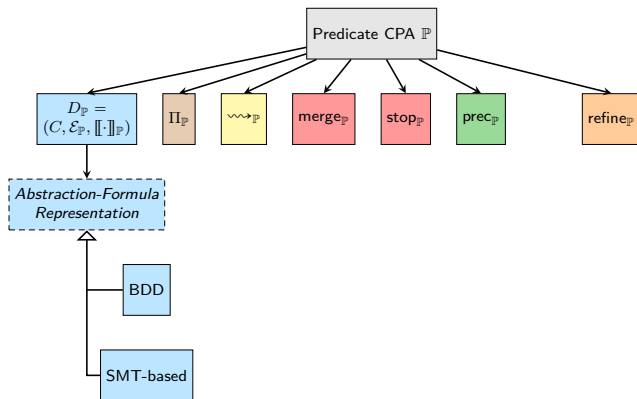 Predicate CPA ℙ
D_ℙ =
(C, ℰ_ℙ, ⟦·⟧_ℙ)
Π_ℙ
⇝_ℙ
merge_ℙ
stop_ℙ
prec_ℙ
refine_ℙ
Abstraction-Formula
Representation
BDD
SMT-based